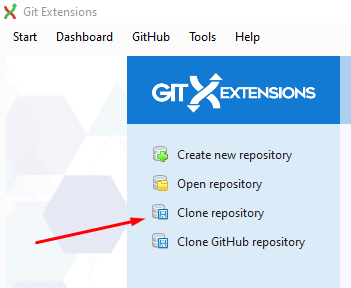 Git Extensions
Start Dashboard GitHub Tools Help
GIT EXTENSIONS
Create new repository
Open repository
Clone repository
Clone GitHub repository